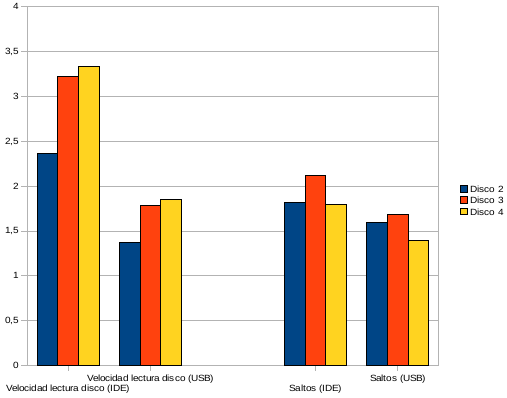 4
3,5
3
2,5
2
1,5
1
0,5
0
Velocidad lectura disco (IDE)
Velocidad lectura disco (USB)
Saltos (IDE)
Saltos (USB)
Disco 2
Disco 3
Disco 4